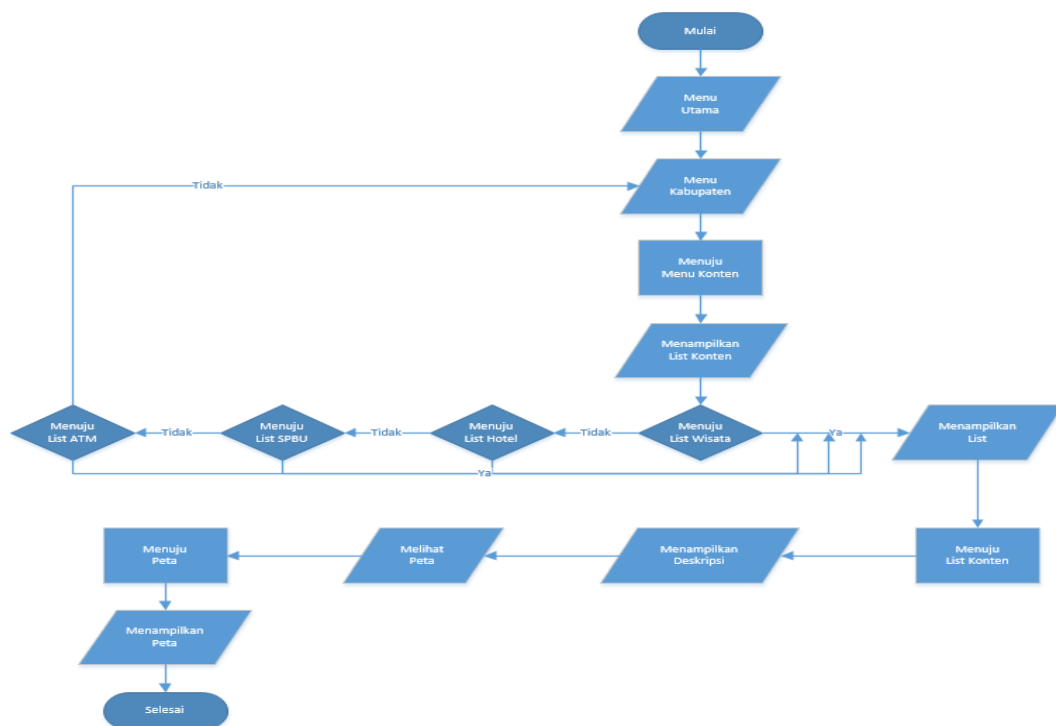 Mulai
Menu
Utama
Tidak
Menu
Kabupaten
Menuju
Menu Konten
Menampilkan
List Konten
Menuju
List ATM
Tidak
Menuju
List SPBU
Tidak
Menuju
List Hotel
Tidak
Menuju
List Wisata
Ya
Menampilkan
List
Ya
Menuju
Peta
Melihat
Peta
Menampilkan
Deskripsi
Menuju
List Konten
Menampilkan
Peta
Selesai